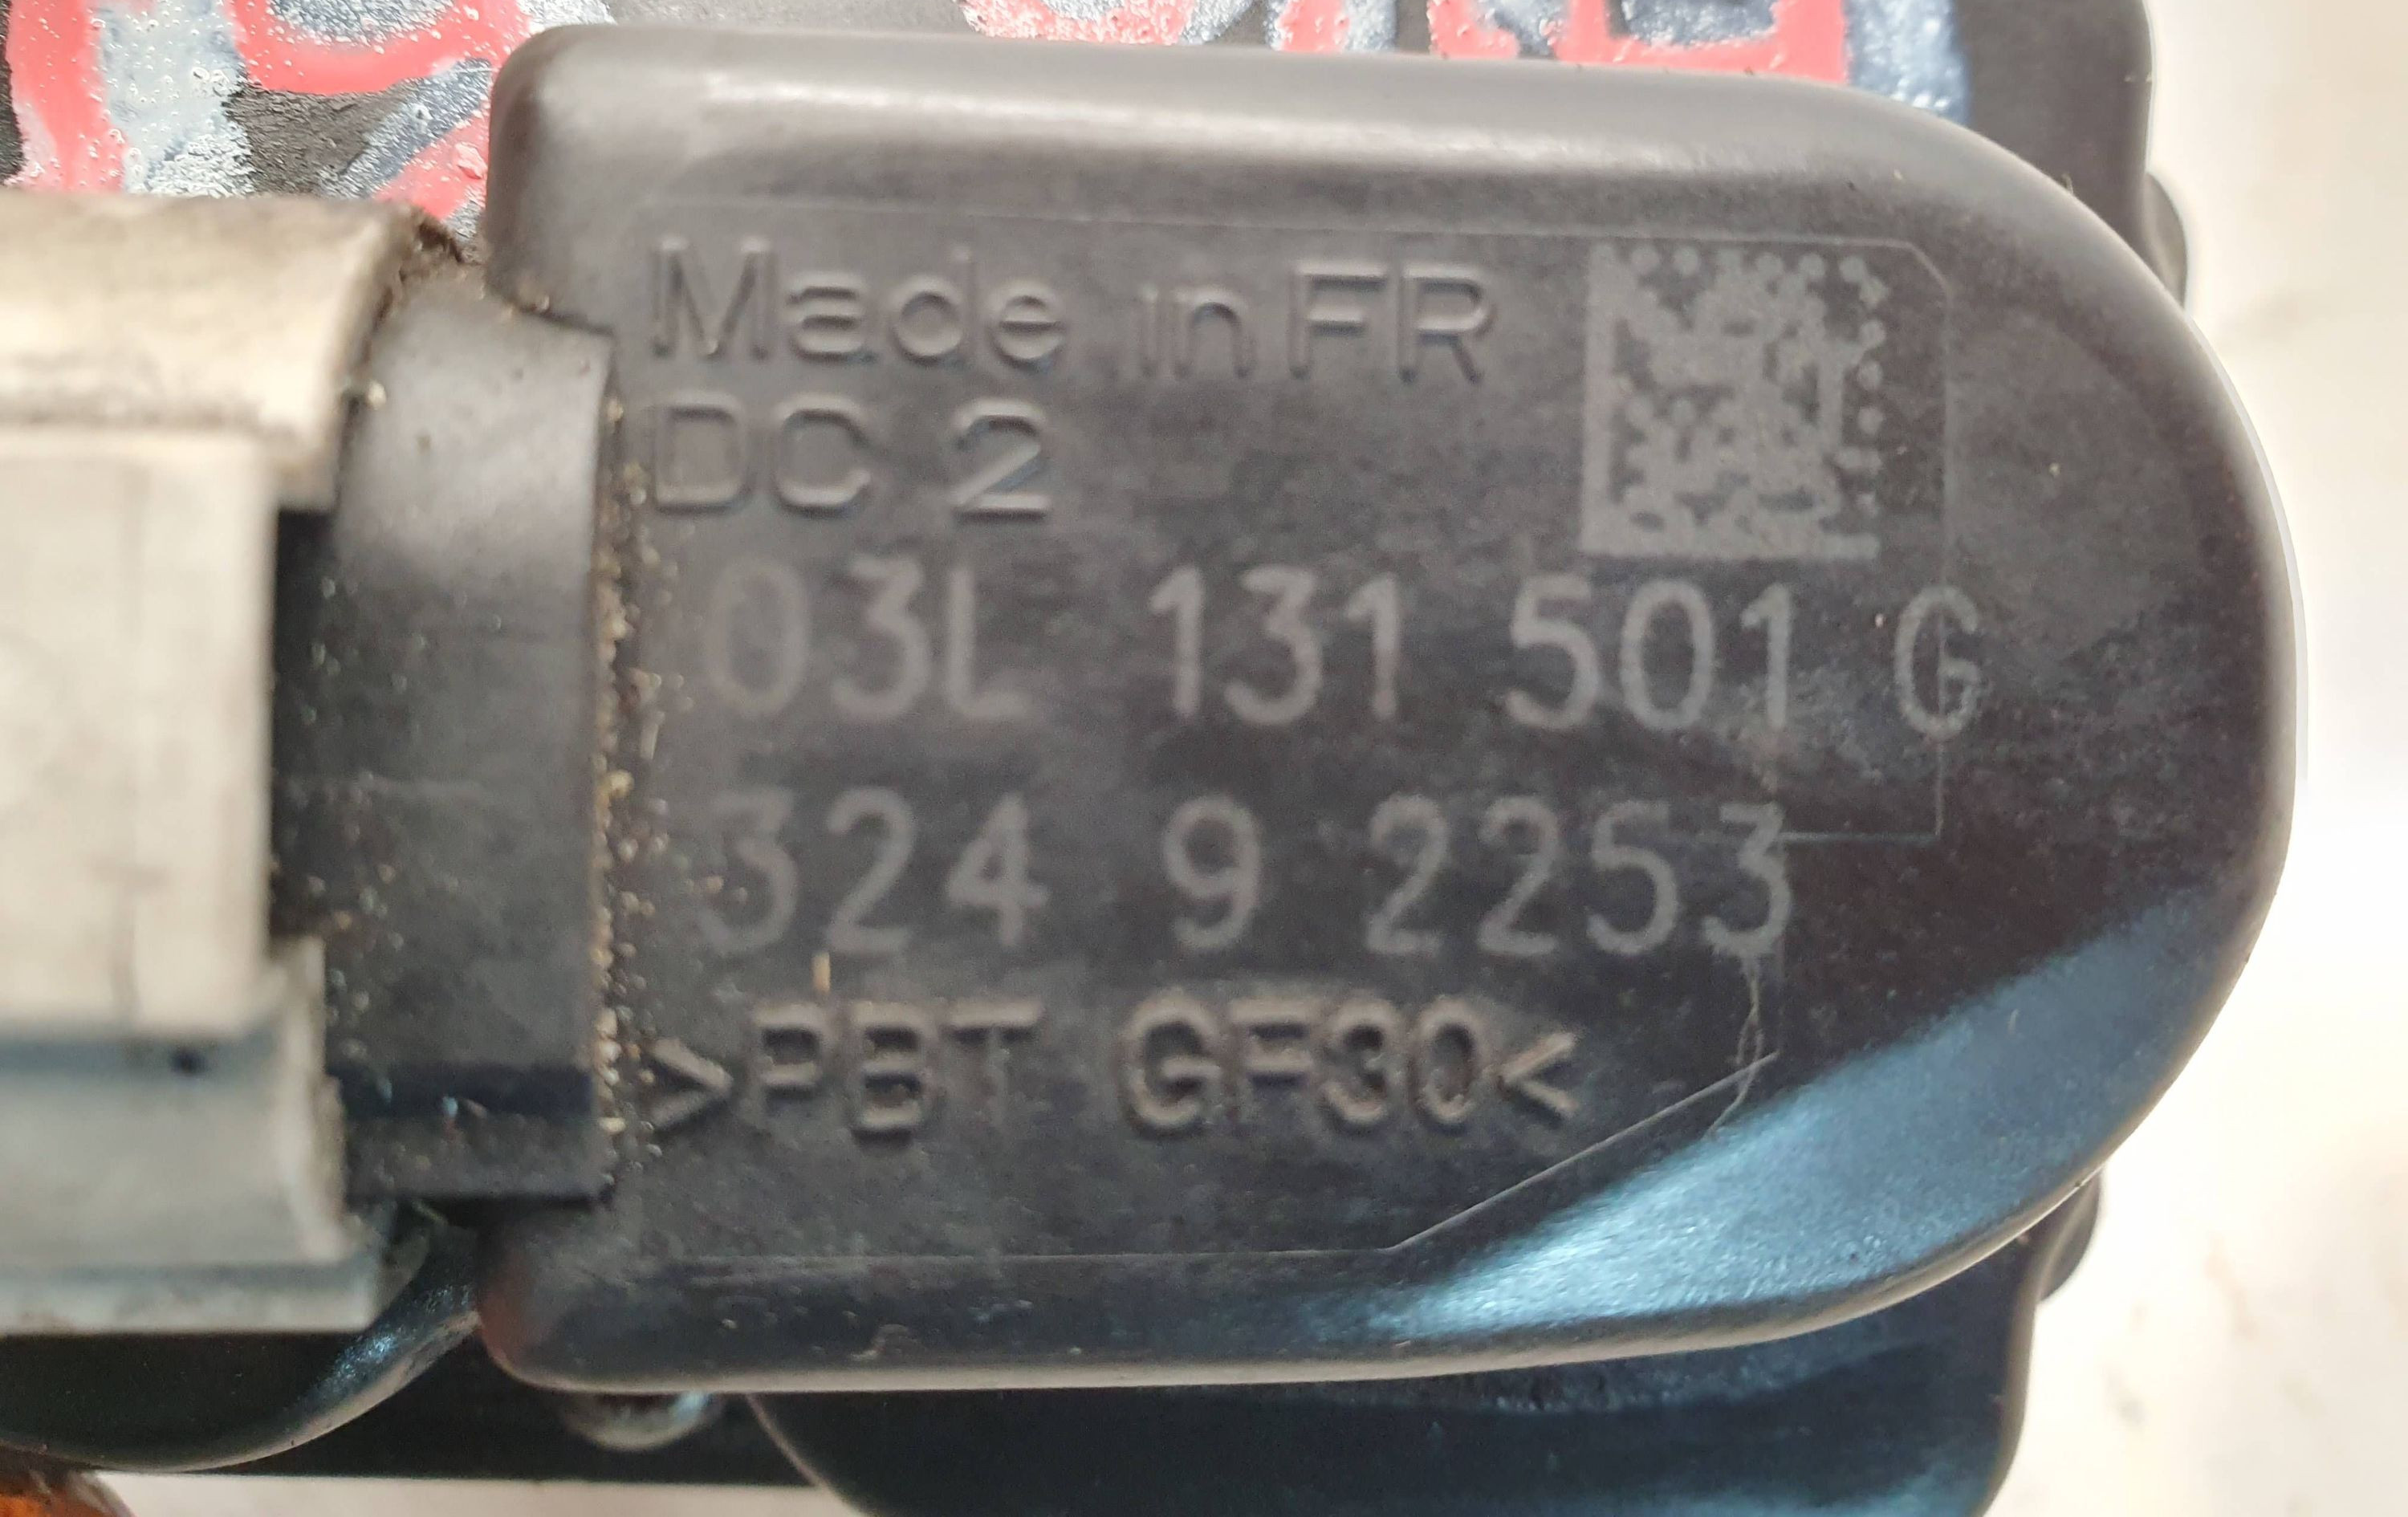 Made in FR
DC 2
03L 131 501 G
324 9 2253
>PBT GF30<